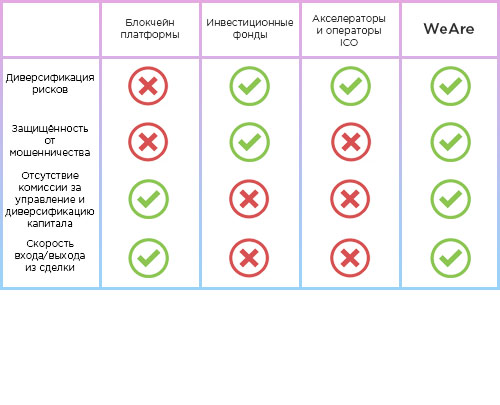 Блокчейн
платформы
Инвестиционные
фонды
Акселераторы
и операторы
ICO
WeAre
Диверсификация
рисков
Защищённость
от
мошенничества
Отсутствие
комиссии за
управление и
диверсификацию
капитала
Скорость
входа/выхода
из сделки